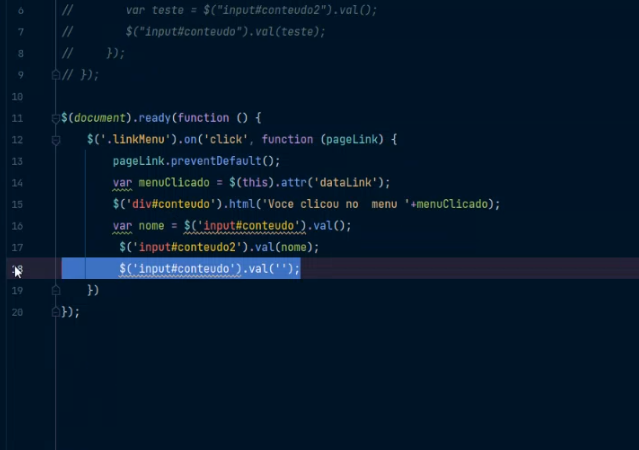 6 // var teste = $("input#conteudo2").val();
7 // $("input#conteudo").val(teste);
8 // });
9 // });
10
11 $(document).ready(function () {
12 $('.linkMenu').on('click', function (pageLink) {
13 pageLink.preventDefault();
14 var menuClicado = $(this).attr('dataLink');
15 $('div#conteudo').html('Voce clicou no  menu '+menuClicado);
16 var nome = $('input#conteudo').val();
17 $('input#conteudo2').val(nome);
18 $('input#conteudo').val('');
19 })
20 });